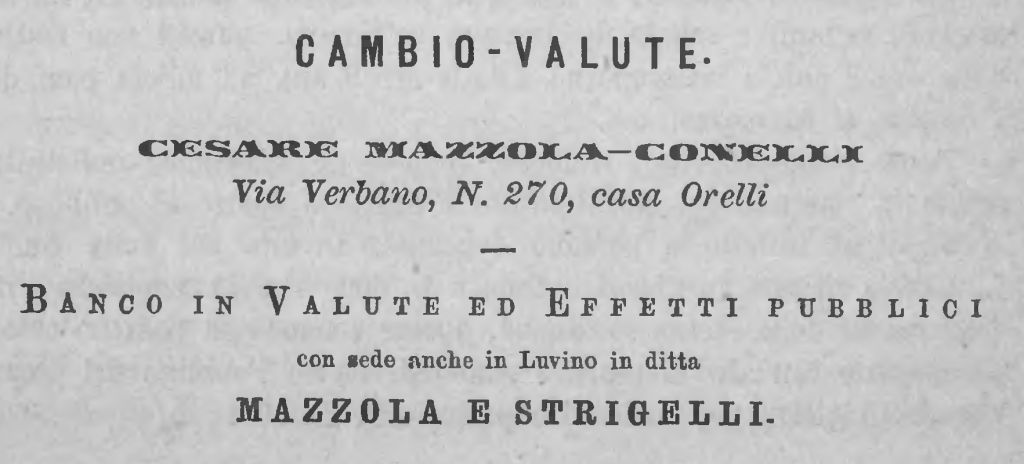 CAMBIO-VALUTE.
CESARE MAZZOLA-CONELLI
Via Verbano, N. 270, casa Orelli
BANCO IN VALUTE ED EFFETTI PUBBLICI
con sede anche in Luvino in ditta
MAZZOLA E STRIGELLI.